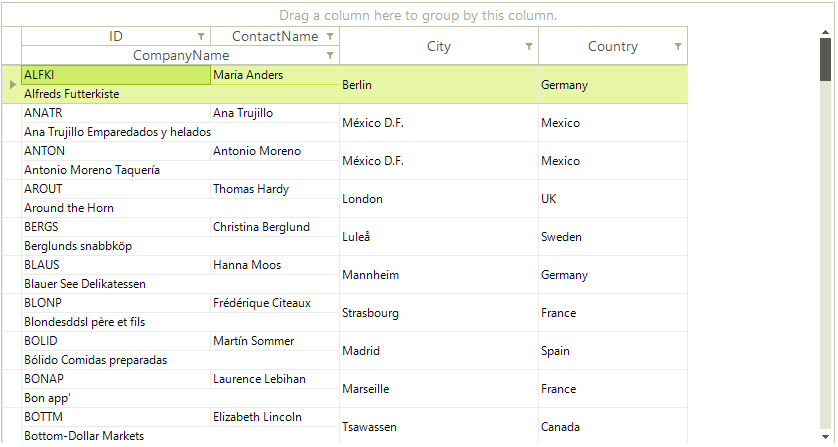 Drag a column here to group by this column.
ID ContactName City Country
CompanyName
ALFKI Maria Anders Berlin Germany
Alfreds Futterkiste
ANATR Ana Trujillo México D.F. Mexico
Ana Trujillo Emparedados y helados
ANTON Antonio Moreno México D.F. Mexico
Antonio Moreno Taquería
AROUT Thomas Hardy London UK
Around the Horn
BERGS Christina Berglund Luleå Sweden
Berglunds snabbköp
BLAUS Hanna Moos Mannheim Germany
Blauer See Delikatessen
BLONP Frédérique Citeaux Strasbourg France
Blondesddsl père et fils
BOLID Martín Sommer Madrid Spain
Bólido Comidas preparadas
BONAP Laurence Lebihan Marseille France
Bon app'
BOTTM Elizabeth Lincoln Tsawassen Canada
Bottom-Dollar Markets